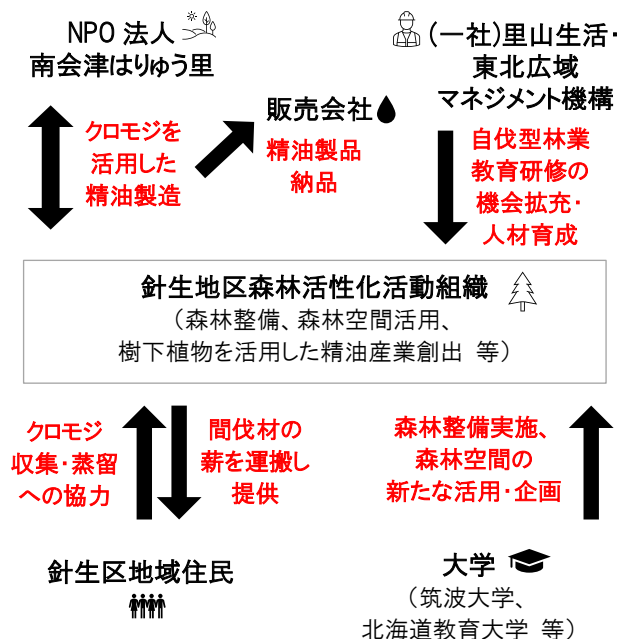 NPO 法人
南会津はりゅう里
(一社)里山生活・
東北広域
マネジメント機構
販売会社
クロモジを
活用した
精油製造
精油製品
納品
自伐型林業
教育研修の
機会拡充・
人材育成
針生地区森林活性化活動組織
（森林整備、森林空間活用、
樹下植物を活用した精油産業創出 等）
クロモジ
収集・蒸留
への協力
間伐材の
薪を運搬し
提供
森林整備実施、
森林空間の
新たな活用・企画
針生区地域住民
大学
（筑波大学、
北海道教育大学 等）